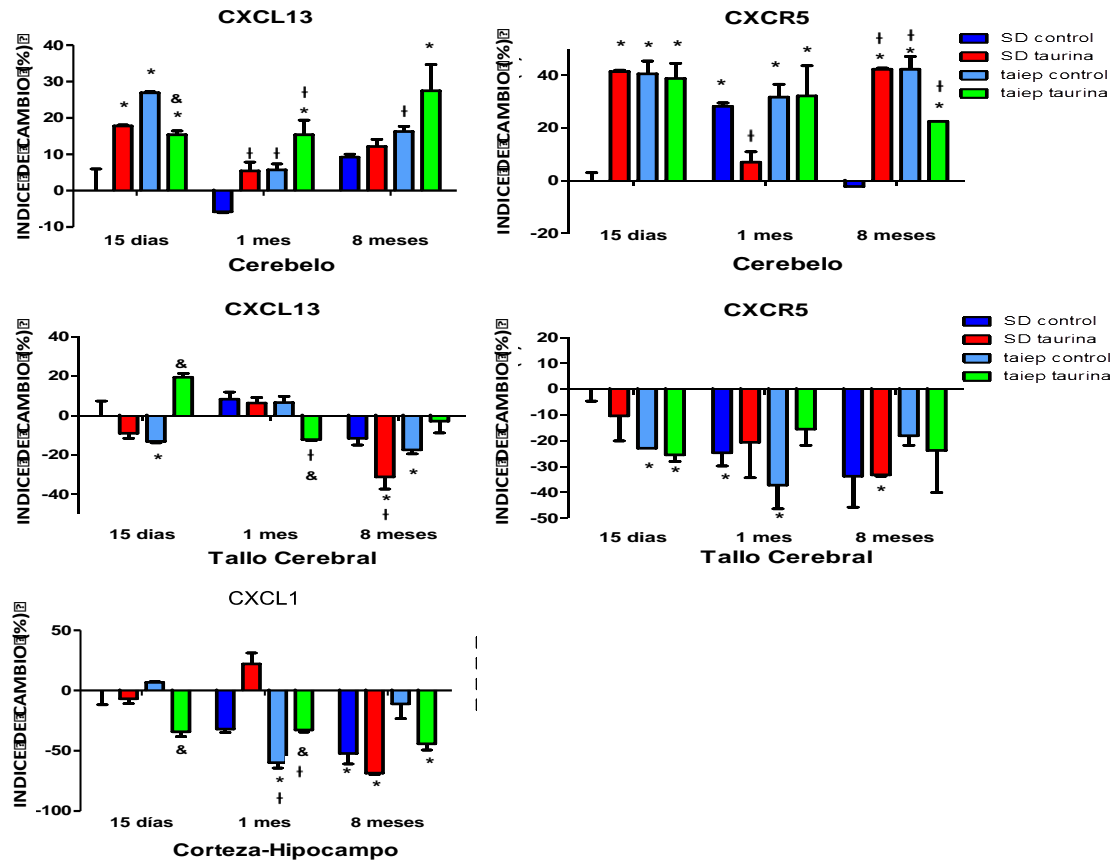 CXCL13
CXCR5
INDICE DE CAMBIO (%)
40
30
20
10
0
-10
*
*
&
*
ƚ
ƚ
ƚ
*
ƚ
*
15 dias
1 mes
8 meses
Cerebelo
INDICE DE CAMBIO (%)
60
40
20
0
-20
* * *
*
ƚ
*
*
ƚ
*
ƚ
*
ƚ
*
15 dias
1 mes
8 meses
Cerebelo
SD control
SD taurina
taiep control
taiep taurina
CXCL13
CXCR5
INDICE DE CAMBIO (%)
40
20
0
-20
-40
*
&
ƚ
&
*
ƚ
*
15 dias
1 mes
8 meses
Tallo Cerebral
INDICE DE CAMBIO (%)
20
10
0
-10
-20
-30
-40
-50
* *
*
*
*
15 dias
1 mes
8 meses
Tallo Cerebral
SD control
SD taurina
taiep control
taiep taurina
CXCL1
INDICE DE CAMBIO (%)
50
0
-50
-100
&
*
ƚ
&
ƚ
*
*
*
15 días
1 mes
8 meses
Corteza-Hipocampo